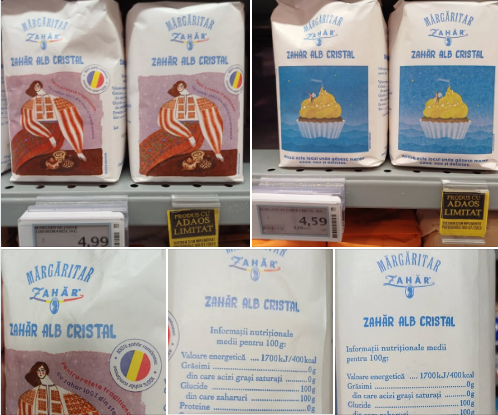 MĂRGĂRITAR
ZAHĂR
ZAHĂR ALB CRISTAL
MĂRGĂRITAR
ZAHĂR
ZAHĂR ALB CRISTAL
4,99
PRODUS CU
ADAOS
LIMITAT
MĂRGĂRITAR
ZAHĂR
ZAHĂR ALB CRISTAL
MĂRGĂRITAR
ZAHĂR
ZAHĂR ALB CRISTAL
4,59
PRODUS CU
ADAOS
LIMITAT
MĂRGĂRITAR
ZAHĂR
ZAHĂR ALB CRISTAL
ZAHĂR ALB CRISTAL
Informații nutriționale
medii pentru 100g:
Valoare energetică .... 1700kJ/400kcal
Grăsimi ........ 0g
din care acizi grași saturați ..... 0g
Glucide ........ 100g
din care zaharuri ........ 100g
Proteine ........ 0g
MĂRGĂRITAR
ZAHĂR
ZAHĂR ALB CRISTAL
Informații nutriționale medii
pentru 100g:
Valoare energetică .... 1700kJ/400kcal
Grăsimi ........ 0g
din care acizi grași saturați ..... 0g
Glucide ........ 100g
din care zaharuri ........ 100g